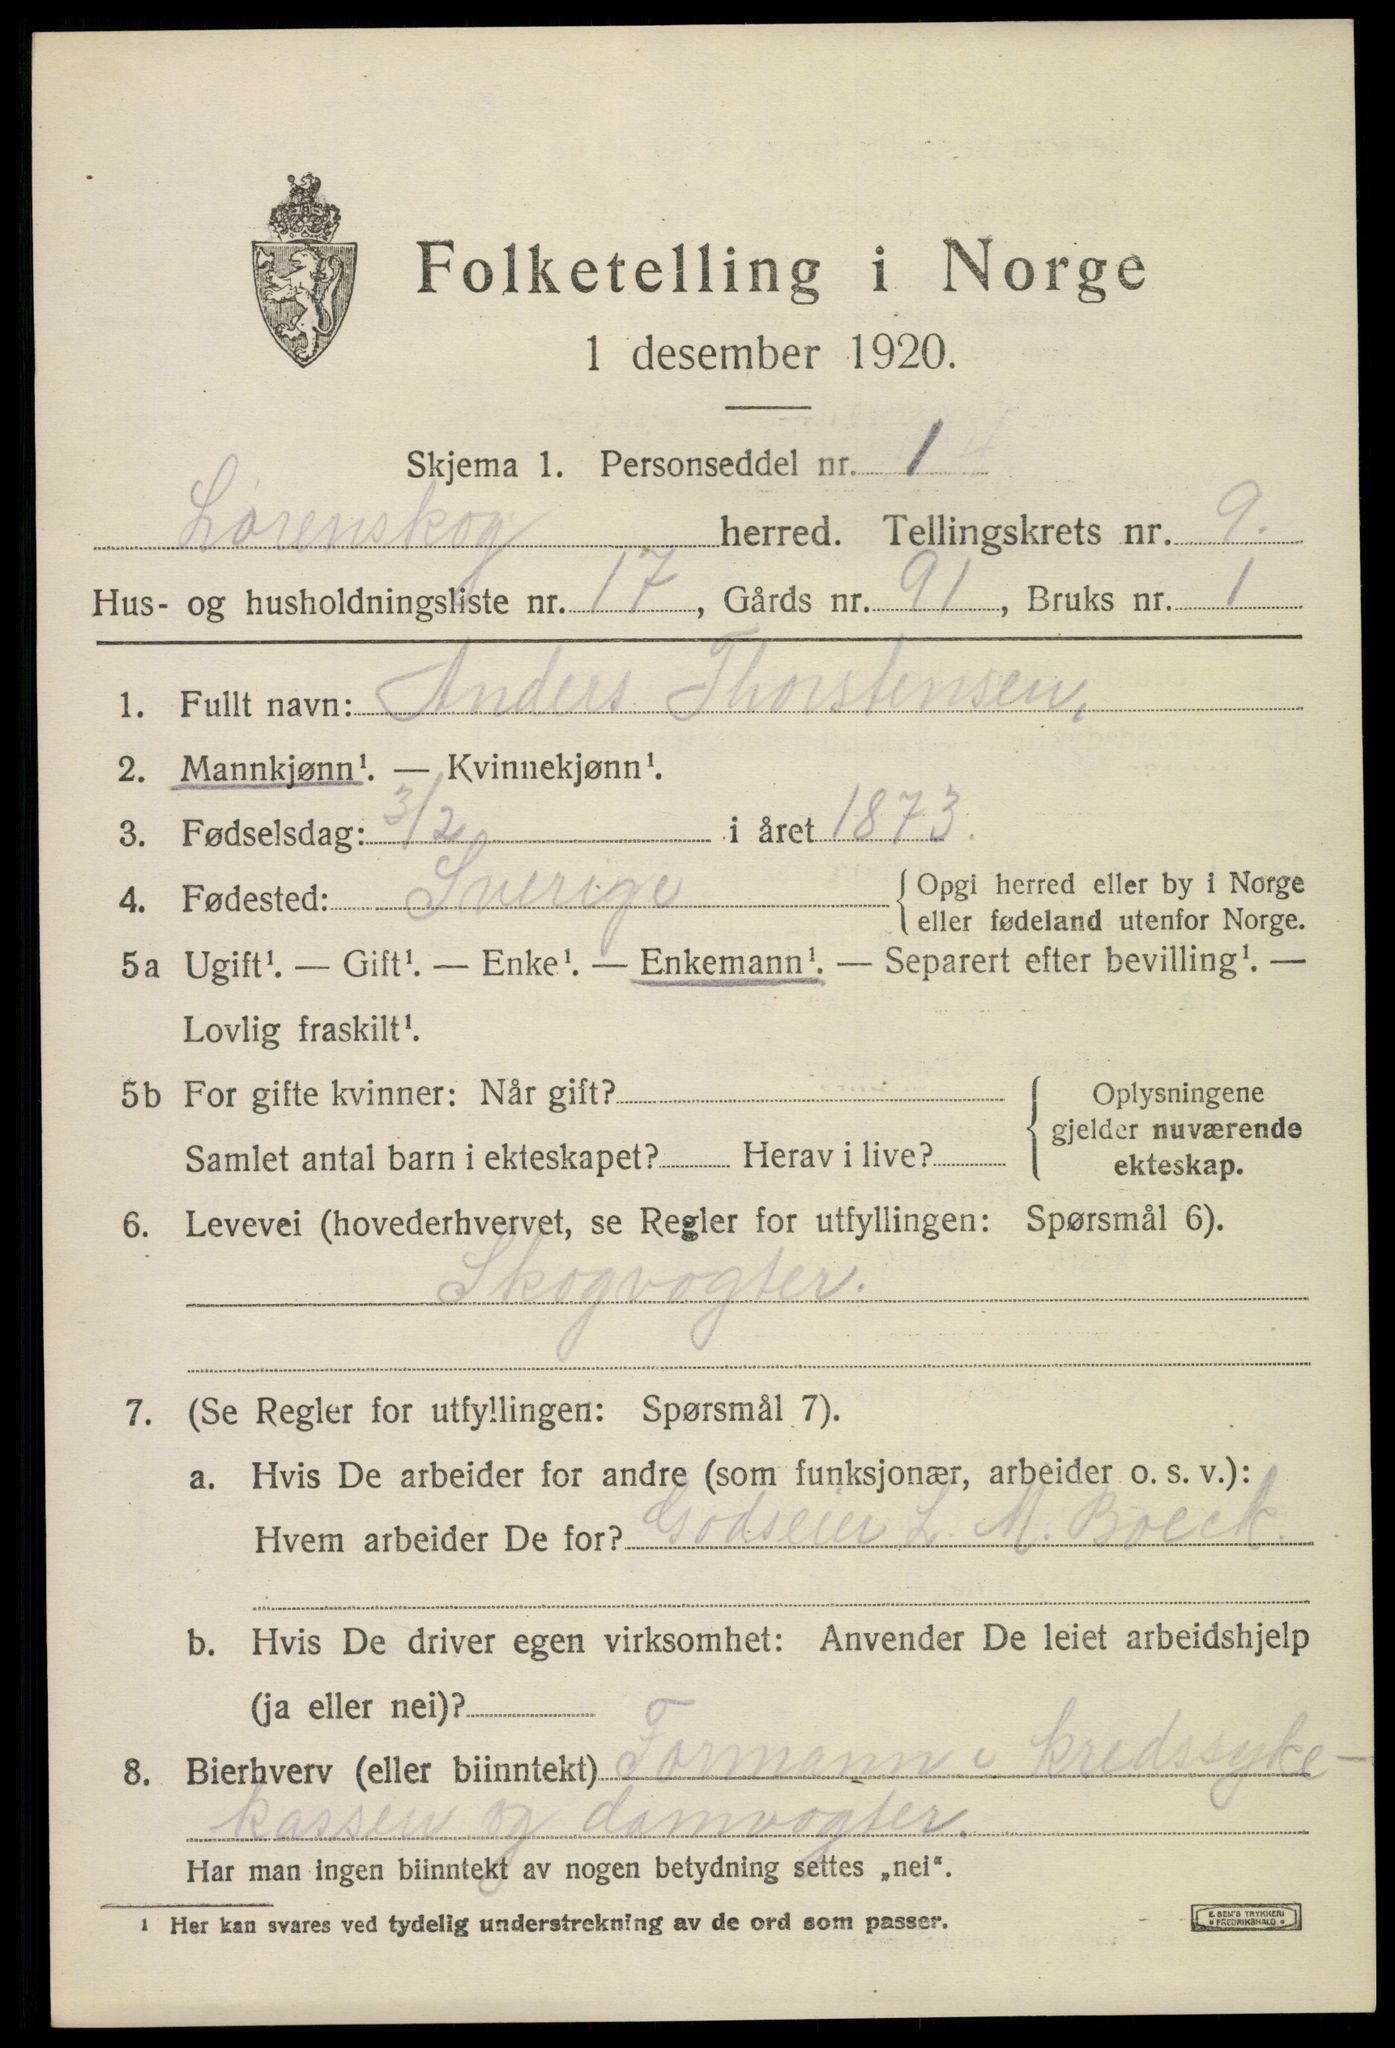 Folketelling i Norge
1 desember 1920.
Skjema 1. Personseddel nr. 1
Lørenskog herred. Tellingskrets nr. 9.
Hus- og husholdningsliste nr. 17, Gårds nr. 91, Bruks nr. 1
1. Fullt navn: Anders Thorstensen,
2. Mannkjønn¹. — Kvinnekjønn¹.
3. Fødselsdag: 3/2 i året 1873.
4. Fødested: Sverige { Opgi herred eller by i Norge
eller fødeland utenfor Norge.
5a Ugift¹. — Gift¹. — Enke¹. — Enkemann¹. — Separert efter bevilling¹. —
Lovlig fraskilt¹.
5b For gifte kvinner: Når gift?
Samlet antal barn i ekteskapet? Herav i live?
Oplysningene
gjelder nuværende
ekteskap.
6. Levevei (hovederhvervet, se Regler for utfyllingen: Spørsmål 6).
Skogvogter.
7. (Se Regler for utfyllingen: Spørsmål 7).
a. Hvis De arbeider for andre (som funksjonær, arbeider o. s. v.):
Hvem arbeider De for? Godseier L. M. Boeck.
b. Hvis De driver egen virksomhet: Anvender De leiet arbeidshjelp
(ja eller nei)?
8. Bierhverv (eller biinntekt) Formann i kredssyke-
kassen og damvogter.
Har man ingen biinntekt av nogen betydning settes „nei“.
¹ Her kan svares ved tydelig understrekning av de ord som passer.
E. SEM'S TRYKKERI
FREDRIKSHALD